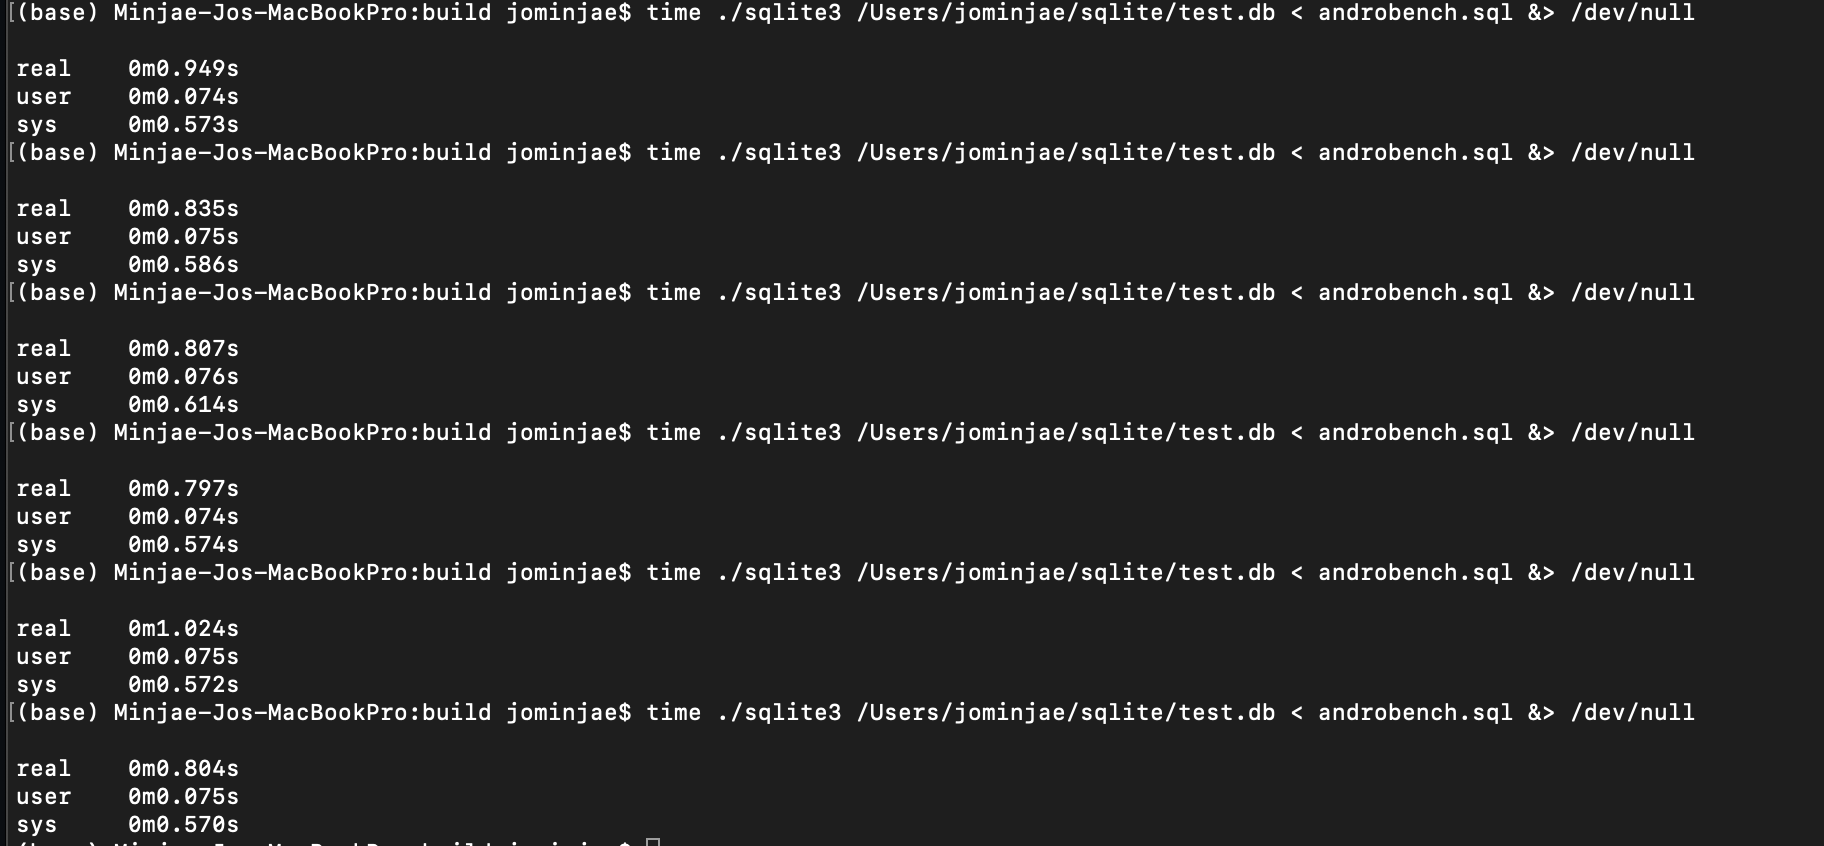 [(base) Minjae-Jos-MacBookPro:build jominjae$ time ./sqlite3 /Users/jominjae/sqlite/test.db < androbench.sql &> /dev/null
real 0m0.949s
user 0m0.074s
sys 0m0.573s
[(base) Minjae-Jos-MacBookPro:build jominjae$ time ./sqlite3 /Users/jominjae/sqlite/test.db < androbench.sql &> /dev/null
real 0m0.835s
user 0m0.075s
sys 0m0.586s
[(base) Minjae-Jos-MacBookPro:build jominjae$ time ./sqlite3 /Users/jominjae/sqlite/test.db < androbench.sql &> /dev/null
real 0m0.807s
user 0m0.076s
sys 0m0.614s
[(base) Minjae-Jos-MacBookPro:build jominjae$ time ./sqlite3 /Users/jominjae/sqlite/test.db < androbench.sql &> /dev/null
real 0m0.797s
user 0m0.074s
sys 0m0.574s
[(base) Minjae-Jos-MacBookPro:build jominjae$ time ./sqlite3 /Users/jominjae/sqlite/test.db < androbench.sql &> /dev/null
real 0m1.024s
user 0m0.075s
sys 0m0.572s
[(base) Minjae-Jos-MacBookPro:build jominjae$ time ./sqlite3 /Users/jominjae/sqlite/test.db < androbench.sql &> /dev/null
real 0m0.804s
user 0m0.075s
sys 0m0.570s